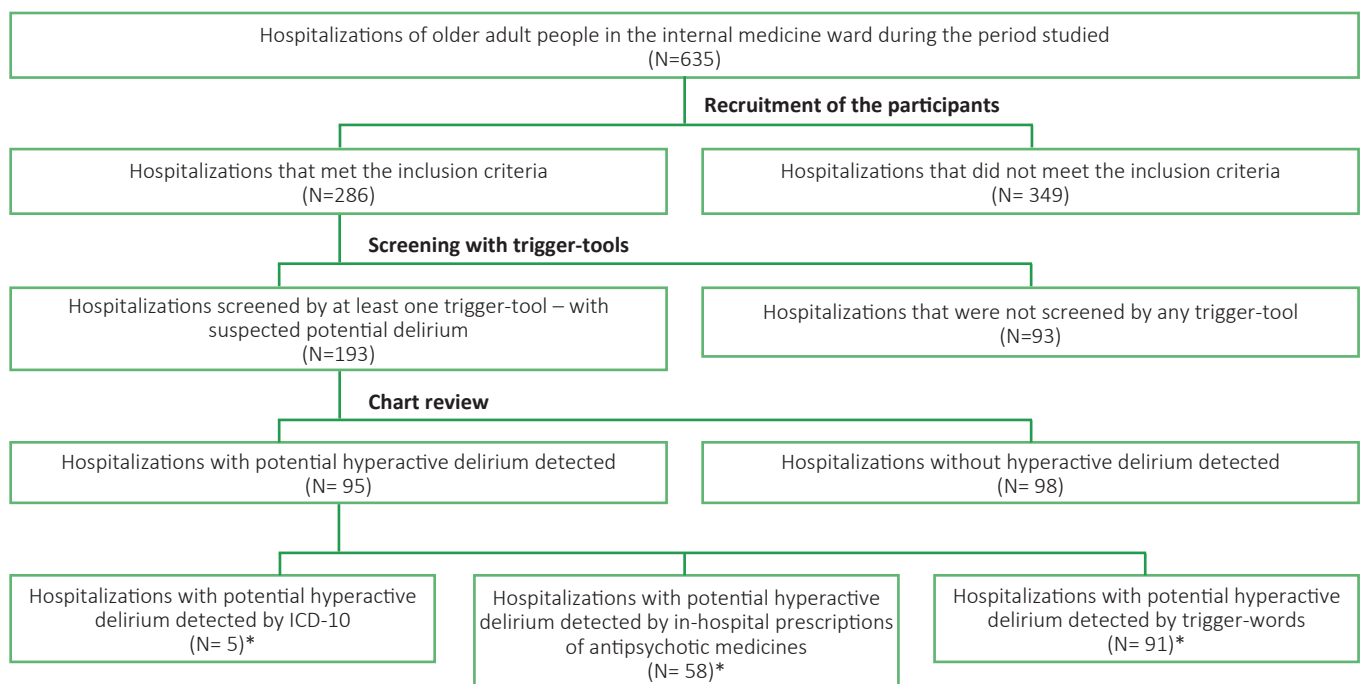 Hospitalizations of older adult people in the internal medicine ward during the period studied
(N=635)
Recruitment of the participants
Hospitalizations that met the inclusion criteria
(N=286)
Hospitalizations that did not meet the inclusion criteria
(N= 349)
Screening with trigger-tools
Hospitalizations screened by at least one trigger-tool – with
suspected potential delirium
(N=193)
Hospitalizations that were not screened by any trigger-tool
(N=93)
Chart review
Hospitalizations with potential hyperactive delirium detected
(N= 95)
Hospitalizations without hyperactive delirium detected
(N= 98)
Hospitalizations with potential hyperactive
delirium detected by ICD-10
(N= 5)*
Hospitalizations with potential hyperactive
delirium detected by in-hospital prescriptions
of antipsychotic medicines
(N= 58)*
Hospitalizations with potential hyperactive
delirium detected by trigger-words
(N= 91)*